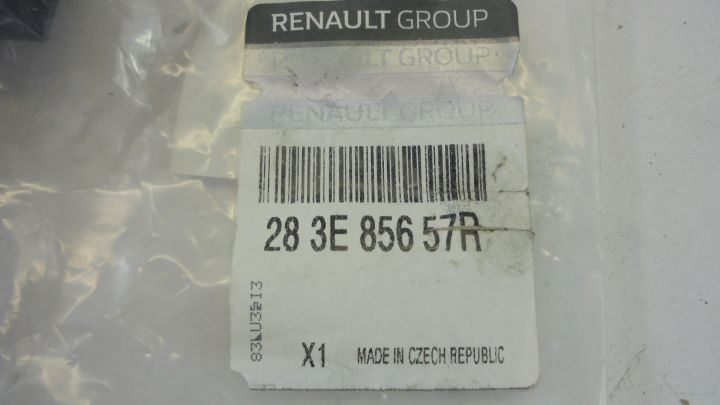 RENAULT GROUP
RENAULT GROUP
RENAULT GROUP
28 3E 856 57R
X1 MADE IN CZECH REPUBLIC